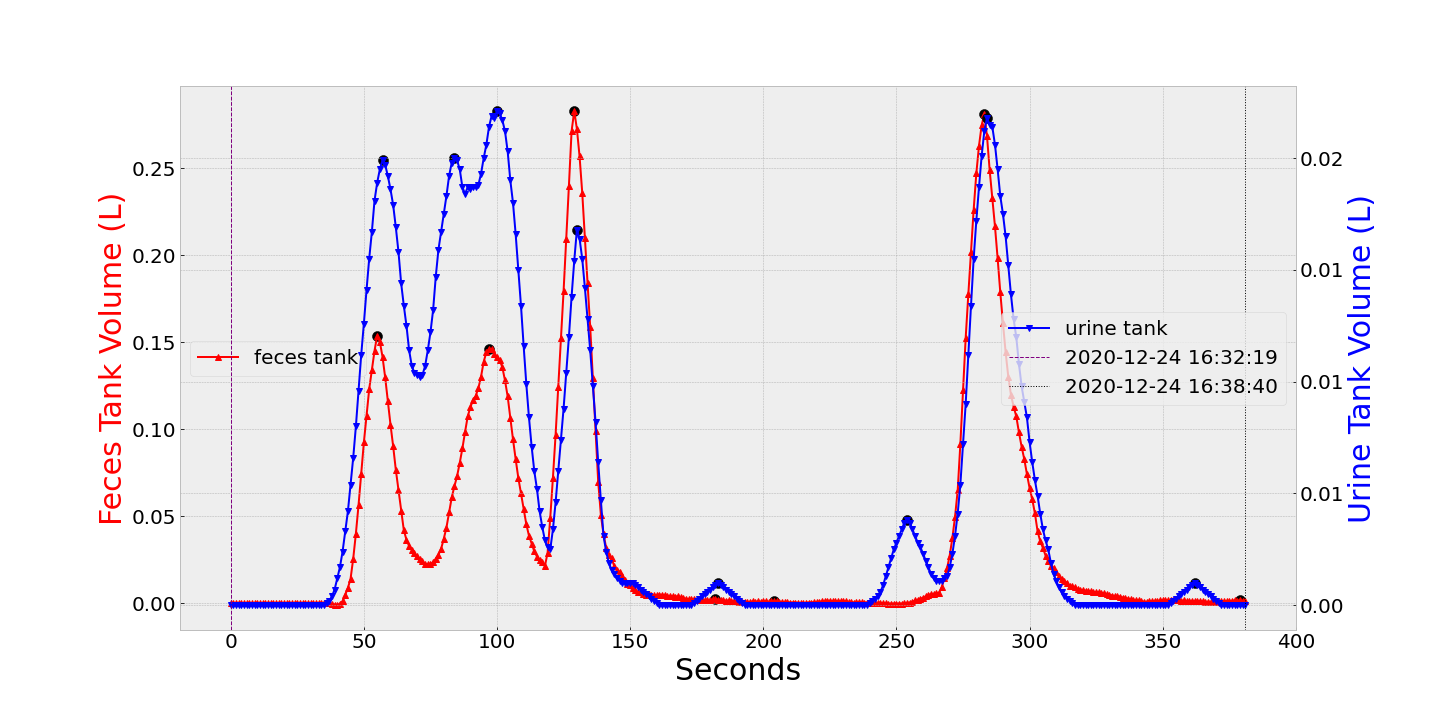 Feces Tank Volume (L)
0.25
0.20
0.15
0.10
0.05
0.00
feces tank
urine tank
2020-12-24 16:32:19
2020-12-24 16:38:40
0.02
0.01
0.01
0.01
0.00
Urine Tank Volume (L)
0 50 100 150 200 250 300 350 400
Seconds